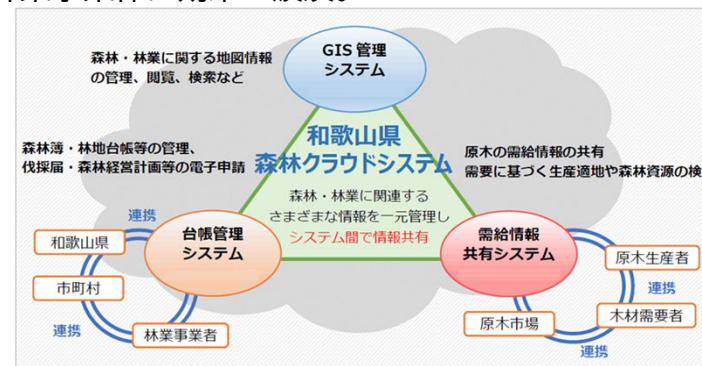 GIS 管理
システム
森林・林業に関する地図情報
の管理、閲覧、検索など
和歌山県
森林クラウドシステム
森林簿・林地台帳等の管理、
伐採届・森林経営計画等の電子申請
原木の需給情報の共有
需要に基づく生産適地や森林資源の検
森林・林業に関連する
さまざまな情報を一元管理し
システム間で情報共有
台帳管理
システム
需給情報
共有システム
連携
和歌山県
市町村
連携
林業事業者
原木生産者
連携
木材需要者
原木市場
連携